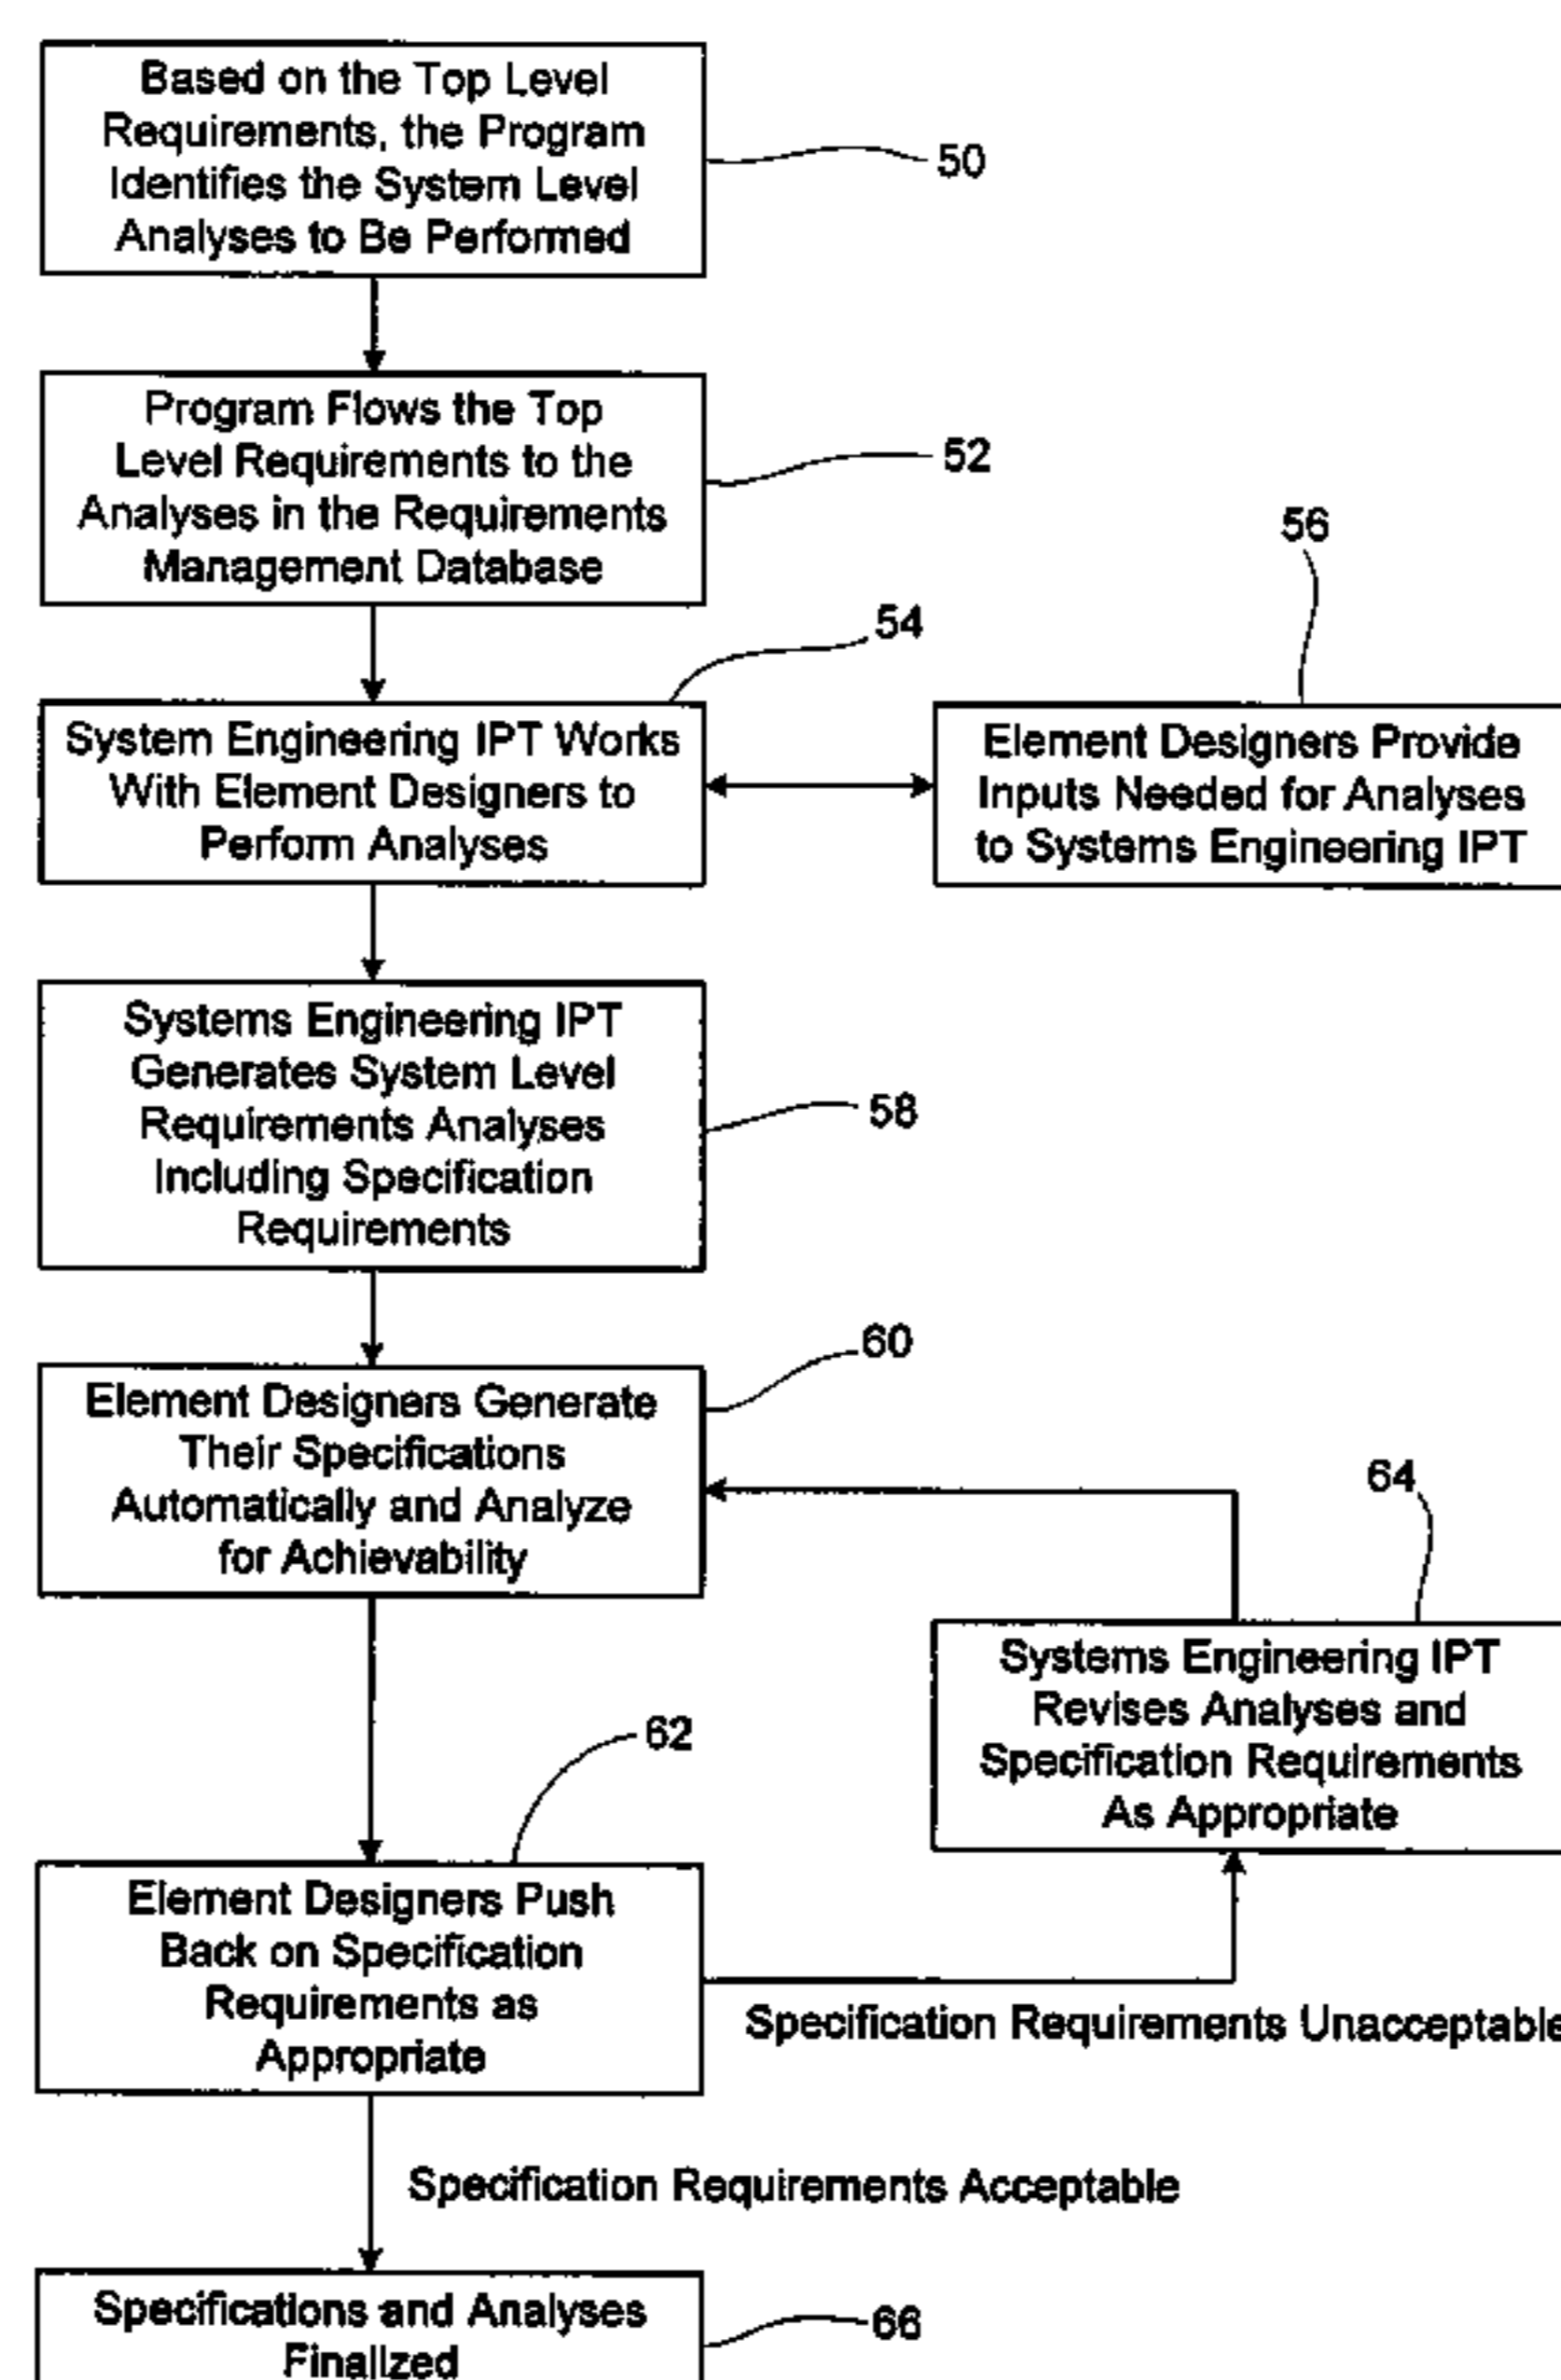 Based on the Top Level
Requirements, the Program
Identifies the System Level
Analyses to Be Performed
50
Program Flows the Top
Level Requirements to the
Analyses in the Requirements
Management Database
52
56
54
System Engineering IPT Works
With Element Designers to
Perform Analyses
Element Designers Provide
Inputs Needed for Analyses
to Systems Engineering IPT
Systems Engineering IPT
Generates System Level
Requirements Analyses
Including Specification
Requirements
58
60
Element Designers Generate
Their Specifications
Automatically and Analyze
for Achievability
64
Systems Engineering IPT
Revises Analyses and
Specification Requirements
As Appropriate
62
Element Designers Push
Back on Specification
Requirements as
Appropriate
Specification Requirements Unacceptable
Specification Requirements Acceptable
Specifications and Analyses
Finalized
66